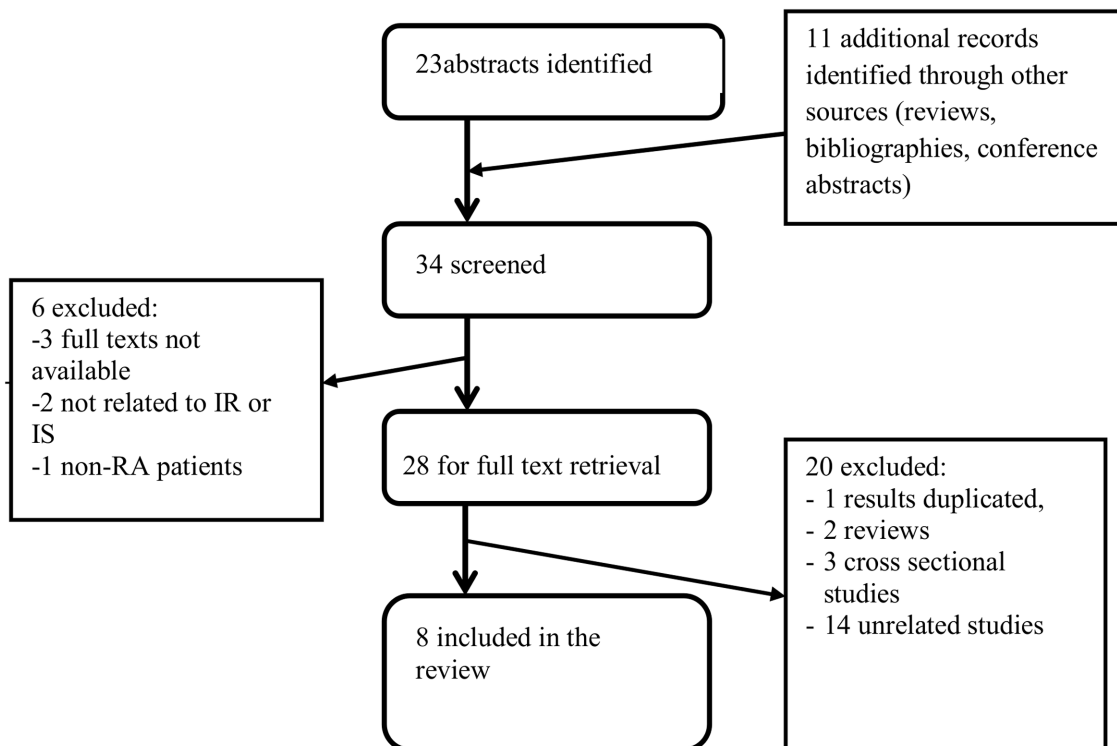 23abstracts identified
11 additional records
identified through other
sources (reviews,
bibliographies, conference
abstracts)
34 screened
6 excluded:
-3 full texts not
available
-2 not related to IR or
IS
-1 non-RA patients
28 for full text retrieval
20 excluded:
- 1 results duplicated,
- 2 reviews
- 3 cross sectional
studies
- 14 unrelated studies
8 included in the
review